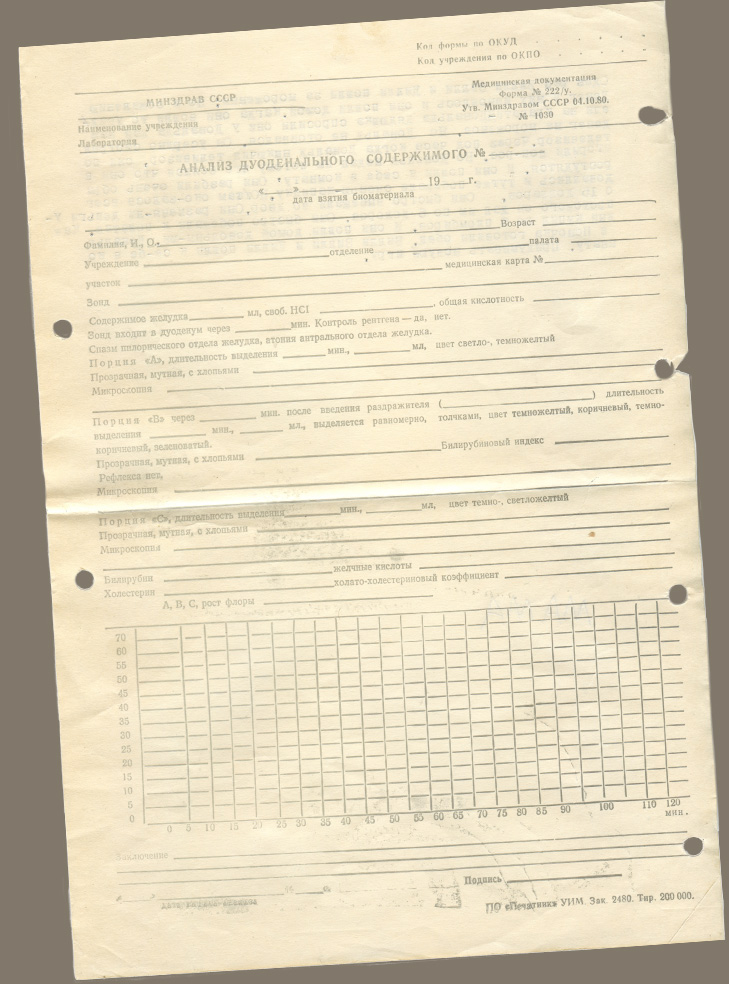 Код формы по ОКУД
Код учреждения по ОКПО
МИНЗДРАВ СССР
Медицинская документация
Форма № 222/у.
Наименование учреждения
Утв. Минздравом СССР 04.10.80.
Лаборатория
№ 1030
АНАЛИЗ ДУОДЕНАЛЬНОГО СОДЕРЖИМОГО №
« » 19 г.
дата взятия биоматериала
Фамилия, И., О. Возраст
Учреждение отделение палата
участок медицинская карта №
Зонд
Содержимое желудка мл, своб. HCl , общая кислотность
Зонд входит в дуоденум через мин. Контроль рентгена — да, нет.
Спазм пилорического отдела желудка, атония антрального отдела желудка.
Порция «А», длительность выделения мин., мл, цвет светло-, темножелтый
Прозрачная, мутная, с хлопьями
Микроскопия
Порция «В» через мин. после введения раздражителя ( ) длительность
выделения мин., мл., выделяется равномерно, толчками, цвет темножелтый, коричневый, темно-
коричневый, зеленоватый.
Прозрачная, мутная, с хлопьями Билирубиновый индекс
Рефлекса нет,
Микроскопия
Порция «С», длительность выделения мин., мл, цвет темно-, светложелтый
Прозрачная, мутная, с хлопьями
Микроскопия
Билирубин желчные кислоты
Холестерин холато-холестериновый коэффициент
А, В, С, рост флоры
70
60
55
50
45
40
35
30
25
20
15
10
5
0
0 5 10 15 20 25 30 35 40 45 50 55 60 65 70 75 80 85 90 100 110 120
мин.
Заключение
Подпись
ПО «Печатник» УИМ. Зак. 2480. Тир. 200 000.